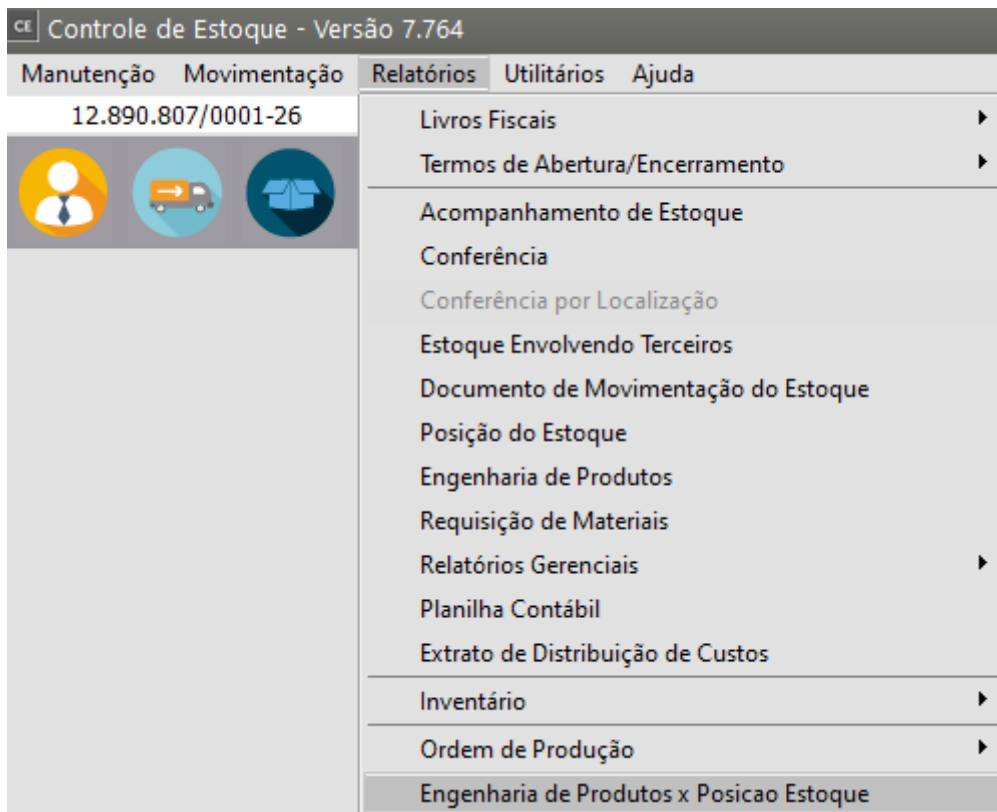 CE Controle de Estoque - Versão 7.764
Manutenção Movimentação Relatórios Utilitários Ajuda
12.890.807/0001-26
Livros Fiscais
Termos de Abertura/Encerramento
Acompanhamento de Estoque
Conferência
Conferência por Localização
Estoque Envolvendo Terceiros
Documento de Movimentação do Estoque
Posição do Estoque
Engenharia de Produtos
Requisição de Materiais
Relatórios Gerenciais
Planilha Contábil
Extrato de Distribuição de Custos
Inventário
Ordem de Produção
Engenharia de Produtos x Posicao Estoque